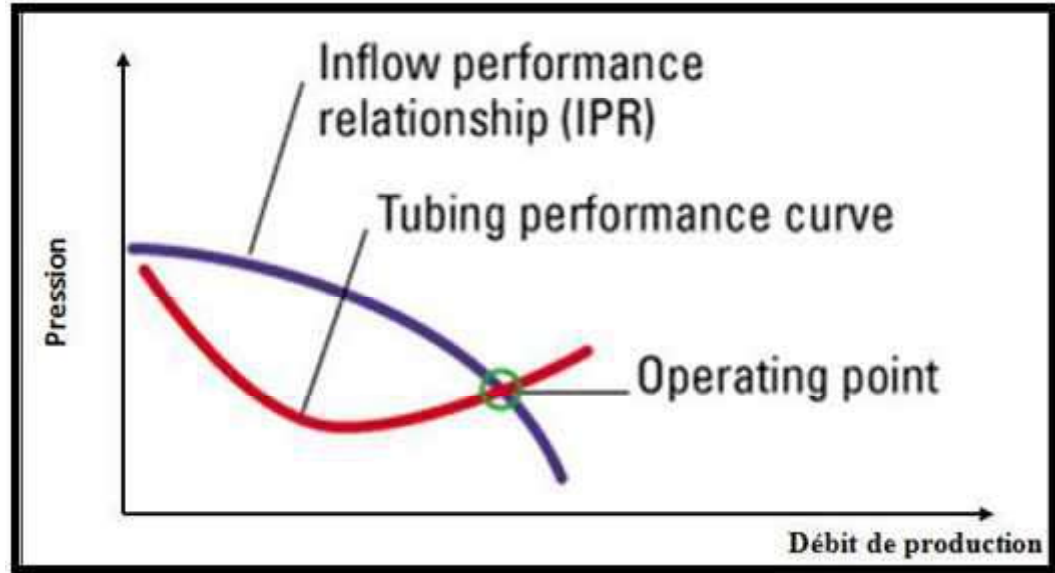 Inflow performance
relationship (IPR)
Tubing performance curve
Pression
Operating point
Débit de production